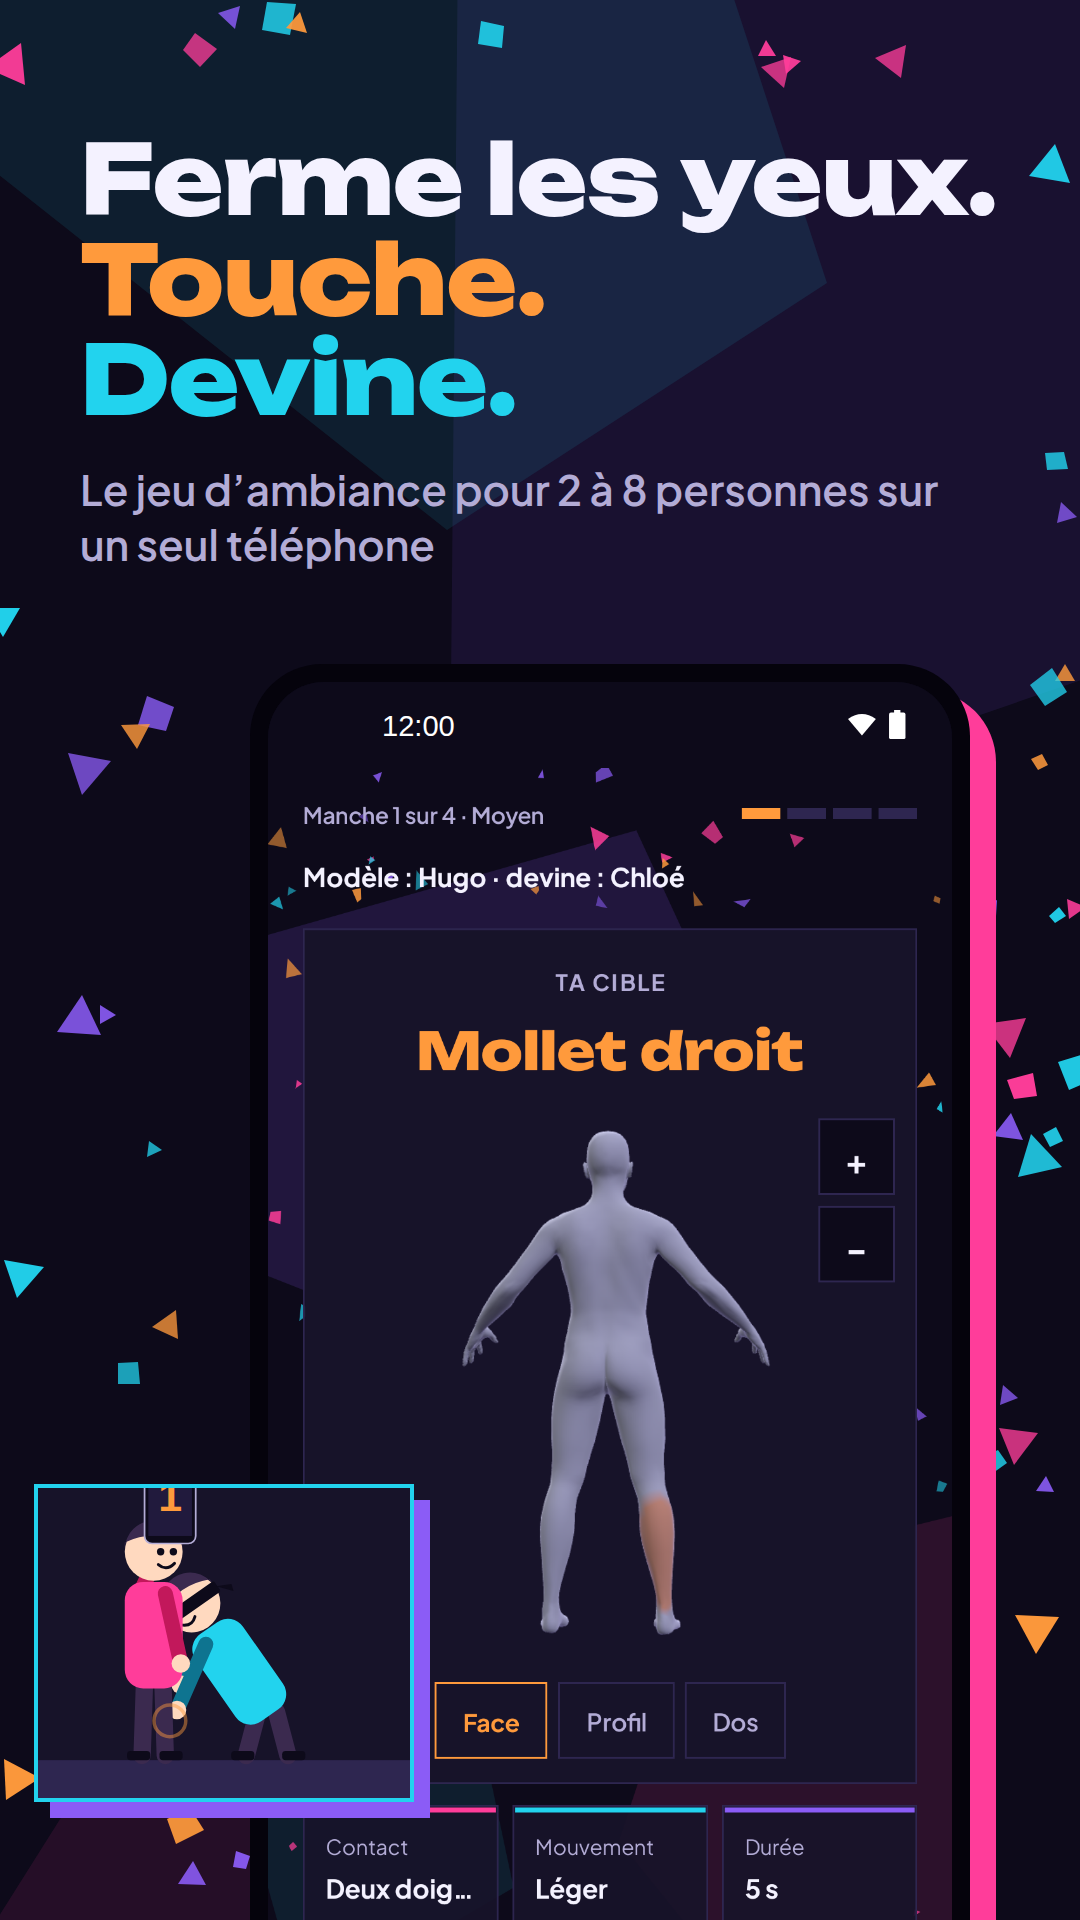 Ferme les yeux.
Touche.
Devine.
Le jeu d’ambiance pour 2 à 8 personnes sur
un seul téléphone
12:00
Manche 1 sur 4 · Moyen
Modèle : Hugo · devine : Chloé
TA CIBLE
Mollet droit
+
−
1
Face
Profil
Dos
Contact
Mouvement
Durée
Deux doig...
Léger
5 s